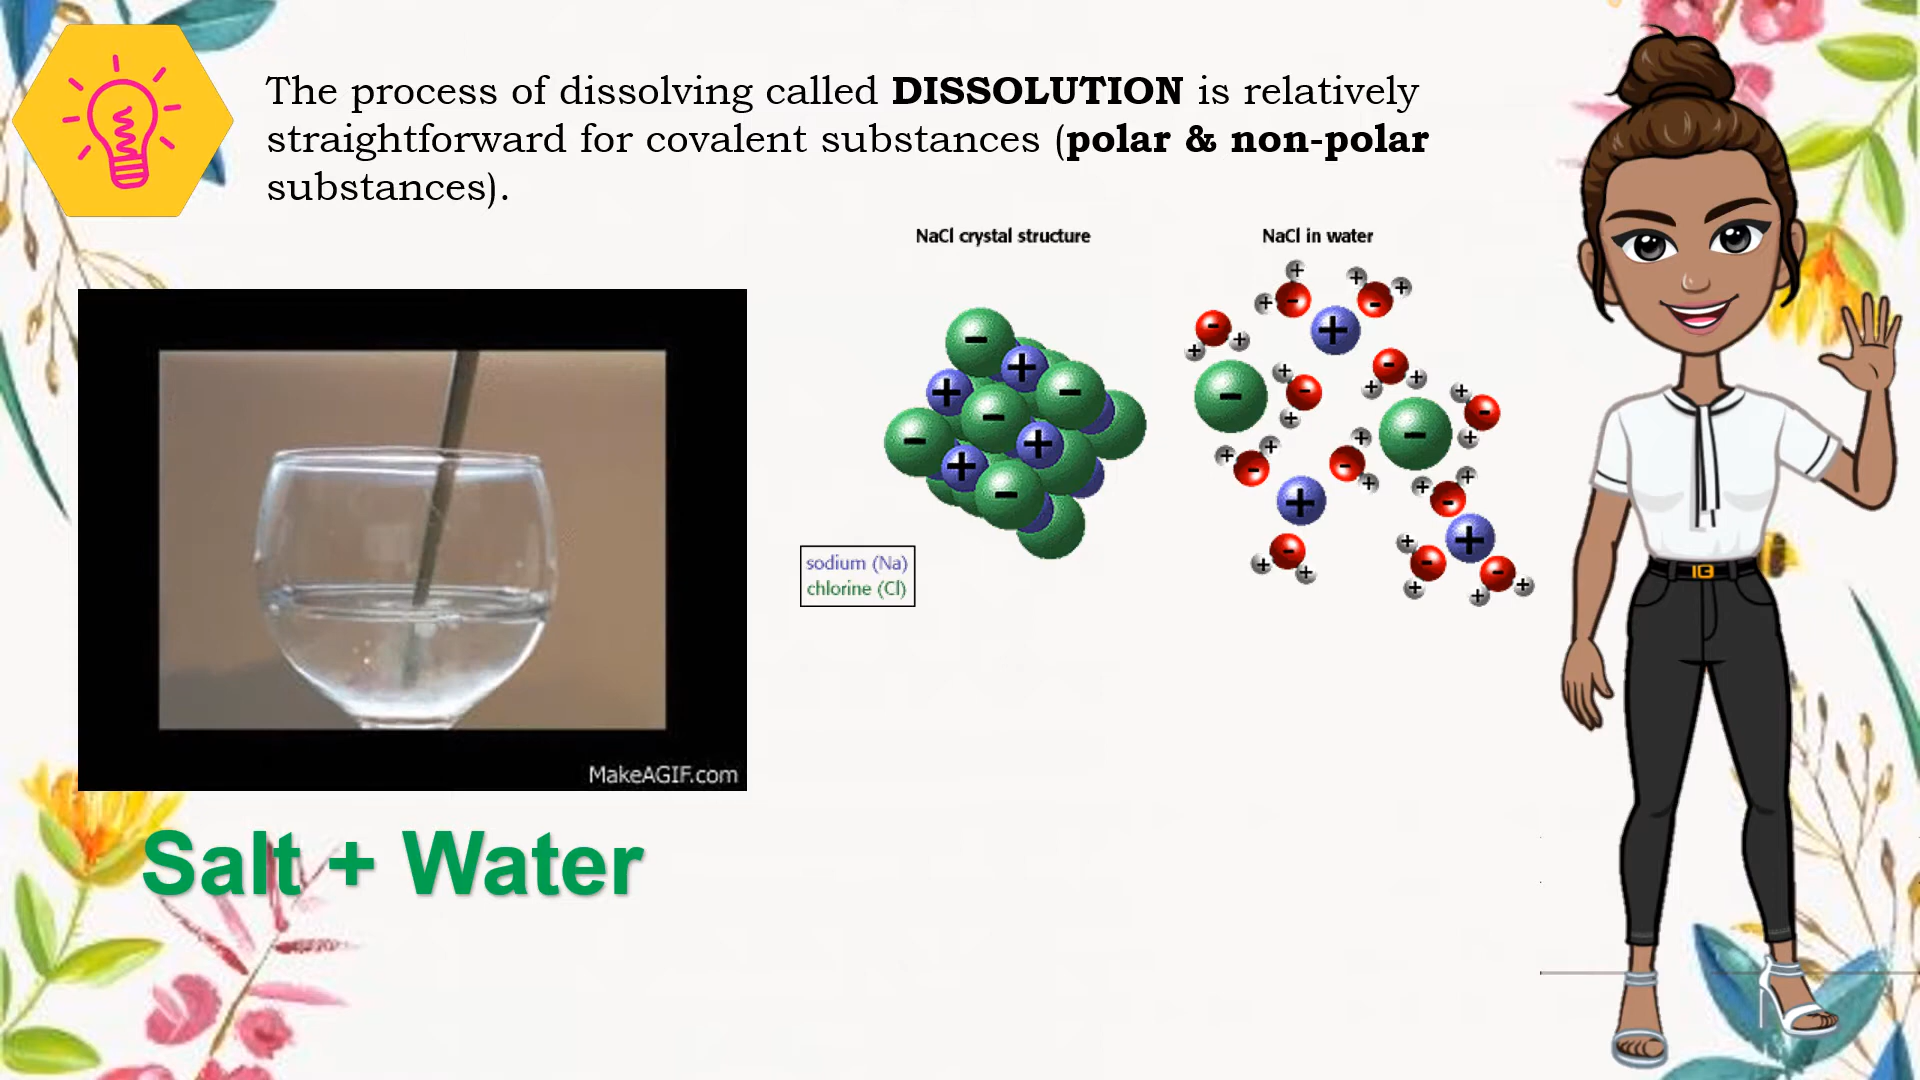 The process of dissolving called DISSOLUTION is relatively
straightforward for covalent substances (polar & non-polar
substances).
NaCl crystal structure
NaCl in water
sodium (Na)
chlorine (Cl)
MakeAGIF.com
Salt + Water